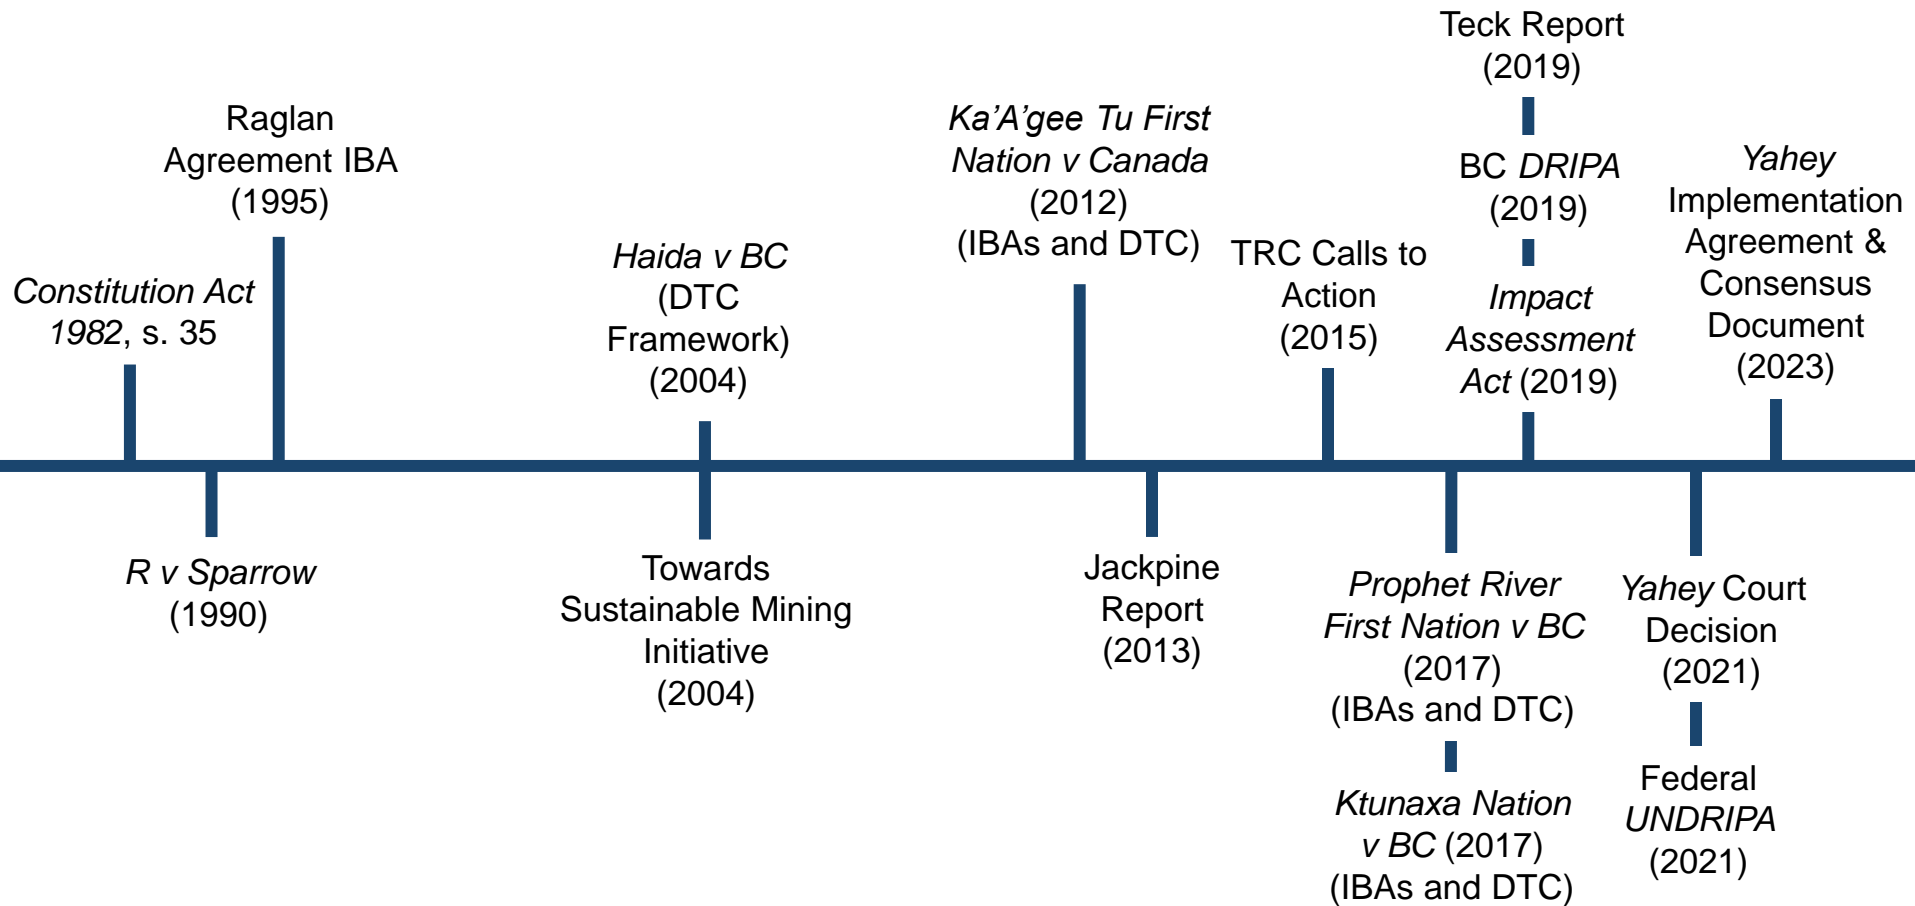 Constitution Act
1982, s. 35
R v Sparrow
(1990)
Raglan
Agreement IBA
(1995)
Haida v BC
(DTC
Framework)
(2004)
Towards
Sustainable Mining
Initiative
(2004)
Ka’A’gee Tu First
Nation v Canada
(2012)
(IBAs and DTC)
Jackpine
Report
(2013)
TRC Calls to
Action
(2015)
Prophet River
First Nation v BC
(2017)
(IBAs and DTC)
Ktunaxa Nation
v BC (2017)
(IBAs and DTC)
Teck Report
(2019)
BC DRIPA
(2019)
Impact
Assessment
Act (2019)
Yahey Court
Decision
(2021)
Federal
UNDRIPA
(2021)
Yahey
Implementation
Agreement &
Consensus
Document
(2023)